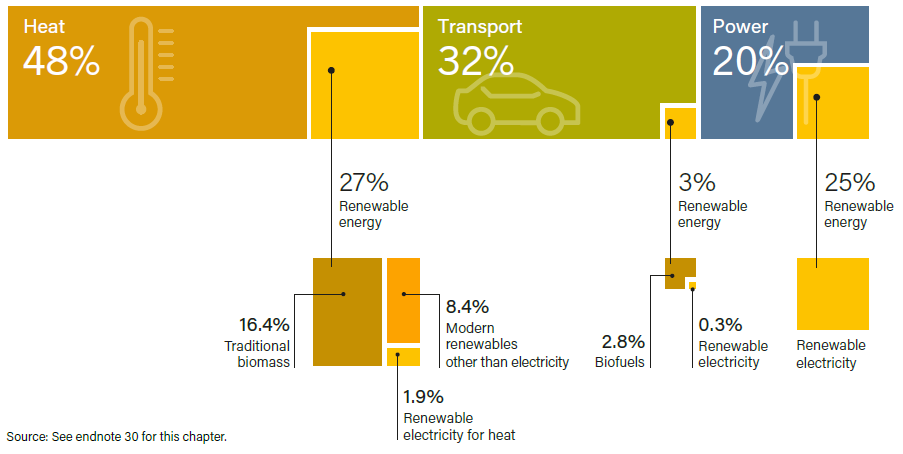 Heat
48%
Transport
32%
Power
20%
27%
Renewable
energy
3%
Renewable
energy
25%
Renewable
energy
16.4%
Traditional
biomass
8.4%
Modern
renewables
other than electricity
1.9%
Renewable
electricity for heat
2.8%
Biofuels
0.3%
Renewable
electricity
Renewable
electricity
Source: See endnote 30 for this chapter.